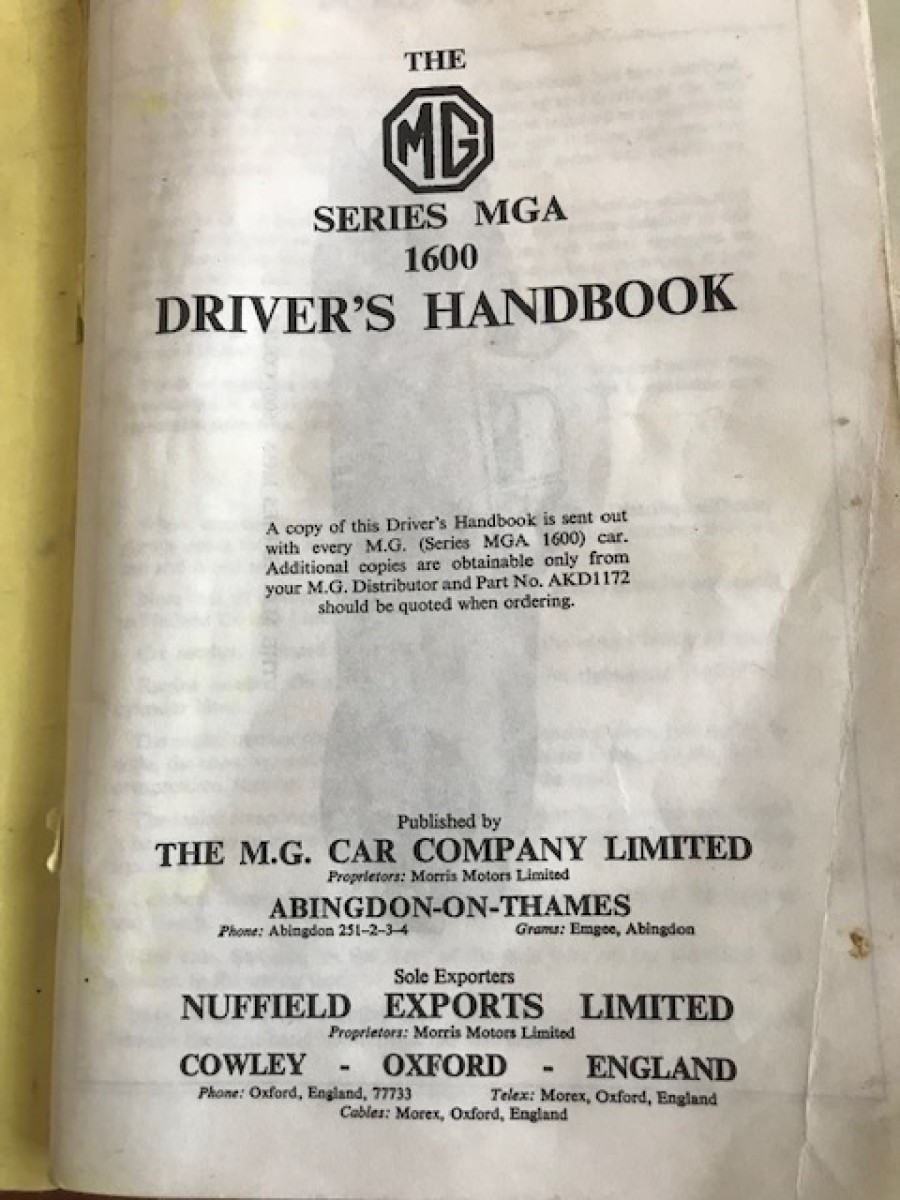 THE
MG
SERIES MGA
1600
DRIVER'S HANDBOOK
A copy of this Driver's Handbook is sent out
with every M.G. (Series MGA 1600) car.
Additional copies are obtainable only from
your M.G. Distributor and Part No. AKD1172
should be quoted when ordering.
Published by
THE M.G. CAR COMPANY LIMITED
Proprietors: Morris Motors Limited
ABINGDON-ON-THAMES
Phone: Abingdon 251–2–3–4 Grams: Emgee, Abingdon
Sole Exporters
NUFFIELD EXPORTS LIMITED
Proprietors: Morris Motors Limited
COWLEY - OXFORD - ENGLAND
Phone: Oxford, England, 77733 Telex: Morex, Oxford, England
Cables: Morex, Oxford, England